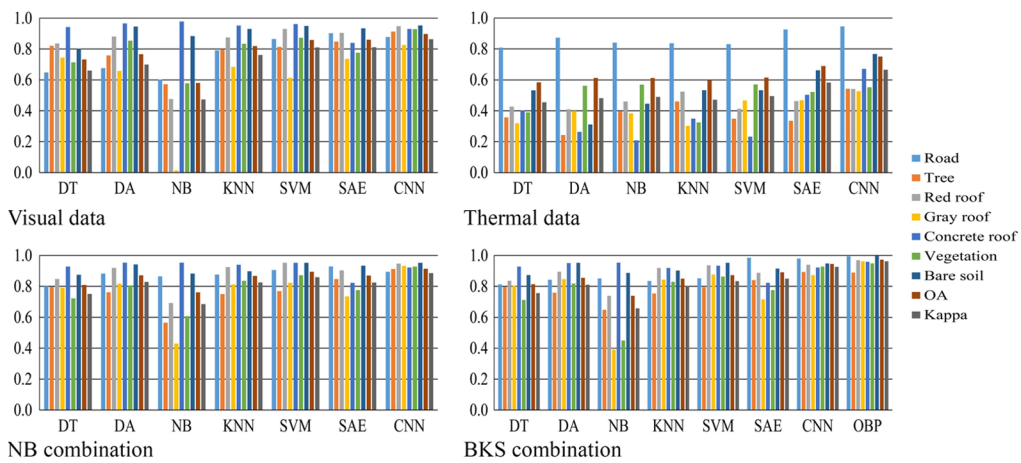 1.0
0.8
0.6
0.4
0.2
0.0
DT DA NB KNN SVM SAE CNN
Visual data
1.0
0.8
0.6
0.4
0.2
0.0
DT DA NB KNN SVM SAE CNN
Thermal data
Road
Tree
Red roof
Gray roof
Concrete roof
Vegetation
Bare soil
OA
Kappa
1.0
0.8
0.6
0.4
0.2
0.0
DT DA NB KNN SVM SAE CNN
NB combination
1.0
0.8
0.6
0.4
0.2
0.0
DT DA NB KNN SVM SAE CNN OBP
BKS combination